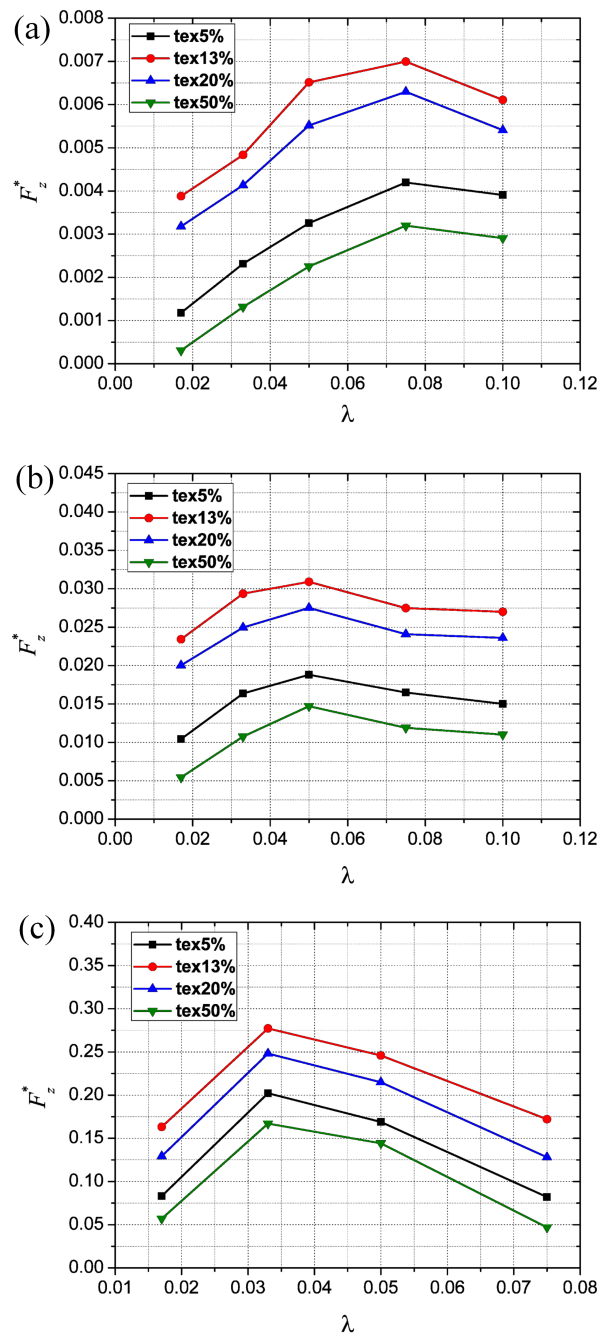 (a)
0.008
0.007
0.006
0.005
0.004
0.003
0.002
0.001
0.000
F_z^*
tex5%
tex13%
tex20%
tex50%
0.00 0.02 0.04 0.06 0.08 0.10 0.12
λ
(b)
0.045
0.040
0.035
0.030
0.025
0.020
0.015
0.010
0.005
0.000
F_z^*
tex5%
tex13%
tex20%
tex50%
0.00 0.02 0.04 0.06 0.08 0.10 0.12
λ
(c)
0.40
0.35
0.30
0.25
0.20
0.15
0.10
0.05
0.00
F_z^*
tex5%
tex13%
tex20%
tex50%
0.01 0.02 0.03 0.04 0.05 0.06 0.07 0.08
λ